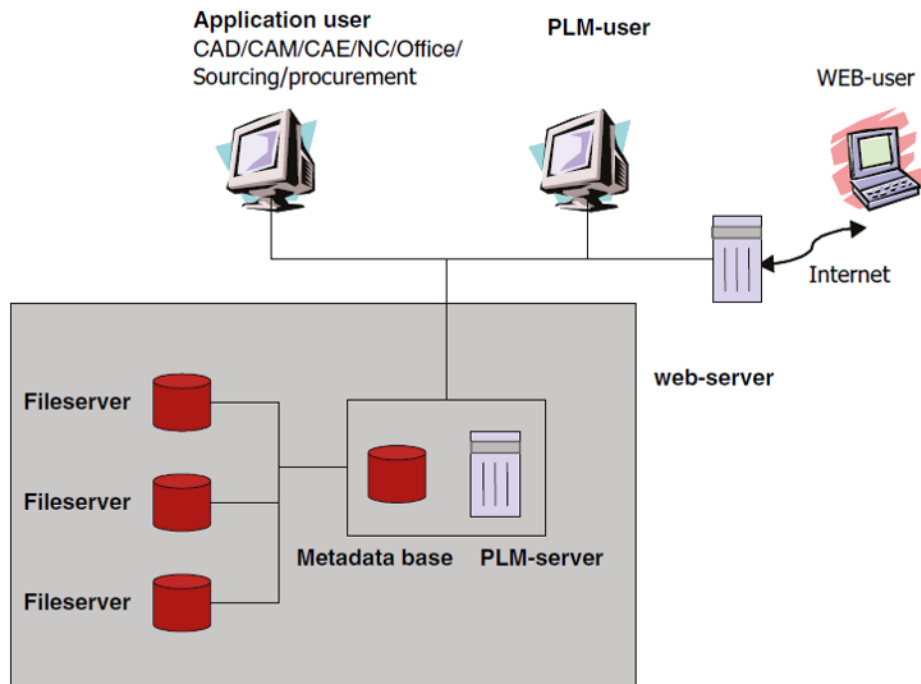 Application user
CAD/CAM/CAE/NC/Office/
Sourcing/procurement
PLM-user
WEB-user
Internet
web-server
Fileserver
Fileserver
Fileserver
Metadata base
PLM-server